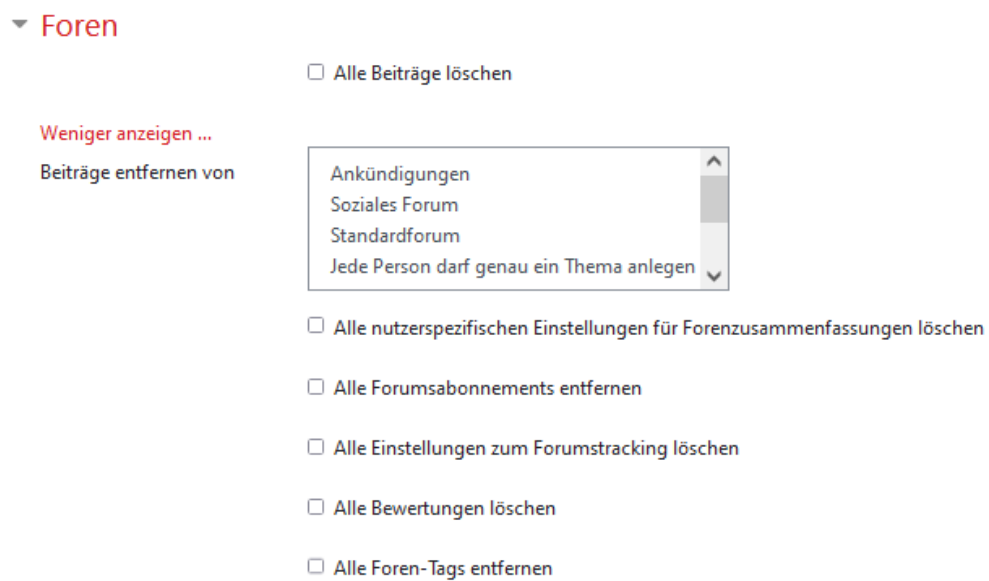 Foren
Alle Beiträge löschen
Weniger anzeigen ...
Beiträge entfernen von
Ankündigungen
Soziales Forum
Standardforum
Jede Person darf genau ein Thema anlegen
Alle nutzerspezifischen Einstellungen für Forenzusammenfassungen löschen
Alle Forumsabonnements entfernen
Alle Einstellungen zum Forumstracking löschen
Alle Bewertungen löschen
Alle Foren-Tags entfernen